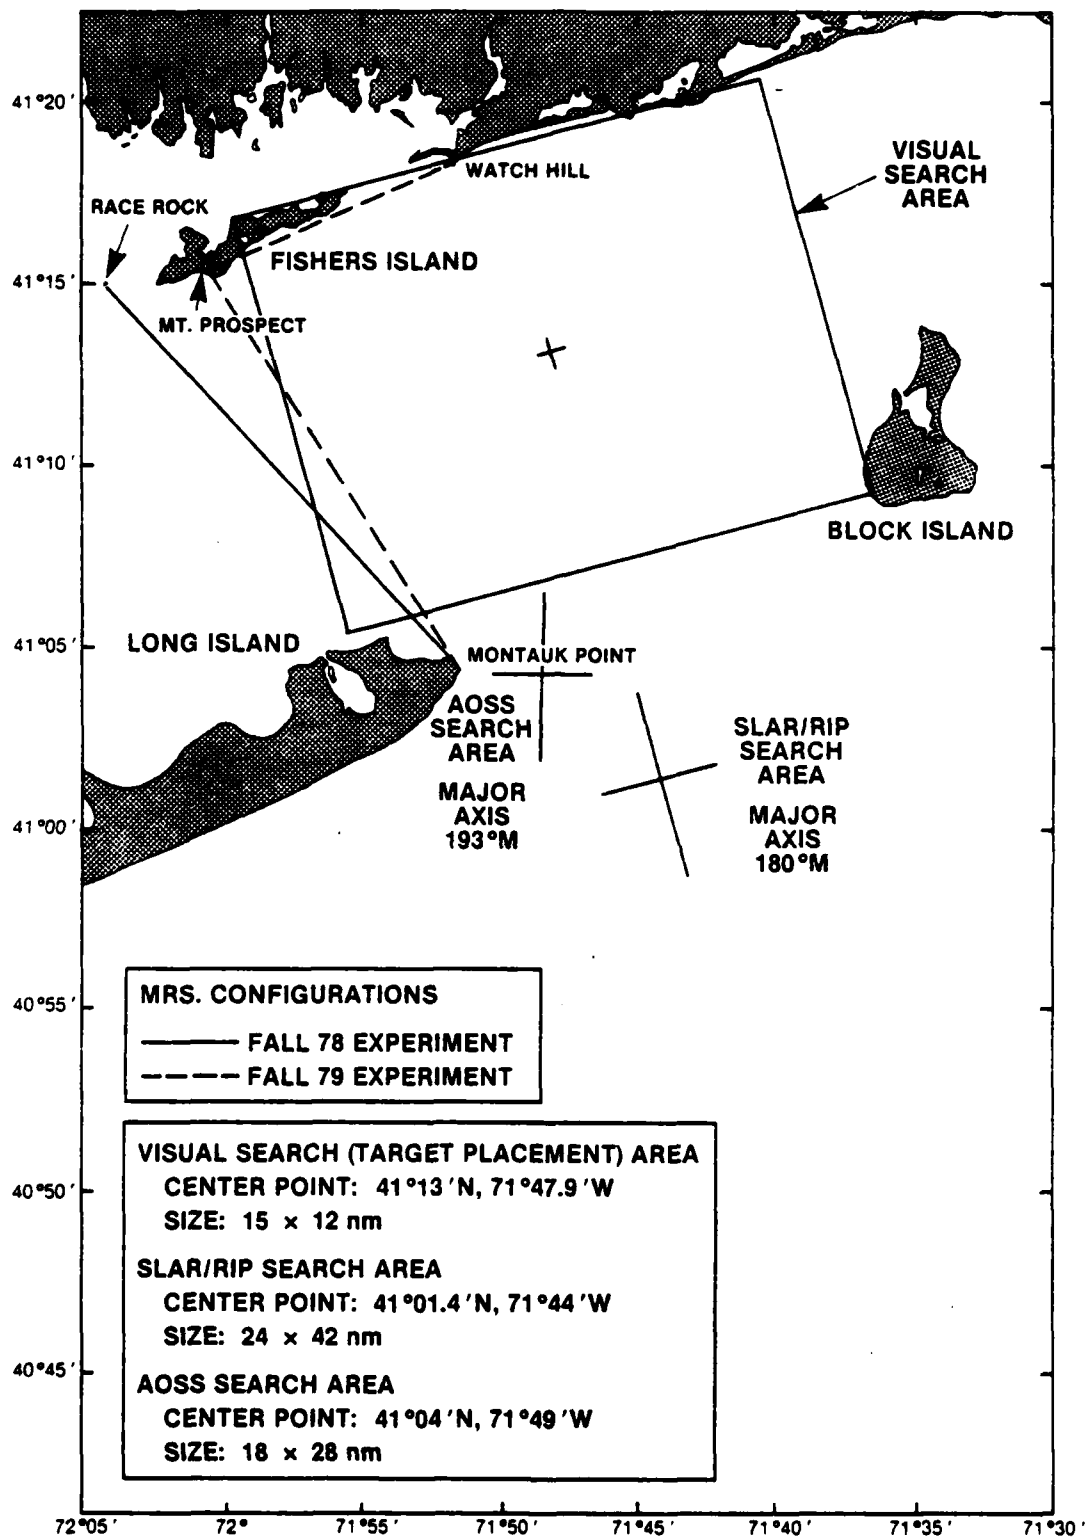 41°20'
WATCH HILL
VISUAL
SEARCH
AREA
RACE ROCK
FISHERS ISLAND
41°15'
MT. PROSPECT
41°10'
BLOCK ISLAND
41°05'
LONG ISLAND
MONTAUK POINT
AOSS
SEARCH
AREA
MAJOR
AXIS
193°M
SLAR/RIP
SEARCH
AREA
MAJOR
AXIS
180°M
41°00'
40°55'
MRS. CONFIGURATIONS
FALL 78 EXPERIMENT
FALL 79 EXPERIMENT
VISUAL SEARCH (TARGET PLACEMENT) AREA
CENTER POINT: 41°13'N, 71°47.9'W
SIZE: 15 x 12 nm
40°50'
SLAR/RIP SEARCH AREA
CENTER POINT: 41°01.4'N, 71°44'W
SIZE: 24 x 42 nm
40°45'
AOSS SEARCH AREA
CENTER POINT: 41°04'N, 71°49'W
SIZE: 18 x 28 nm
72°05' 72° 71°55' 71°50' 71°45' 71°40' 71°35' 71°30'